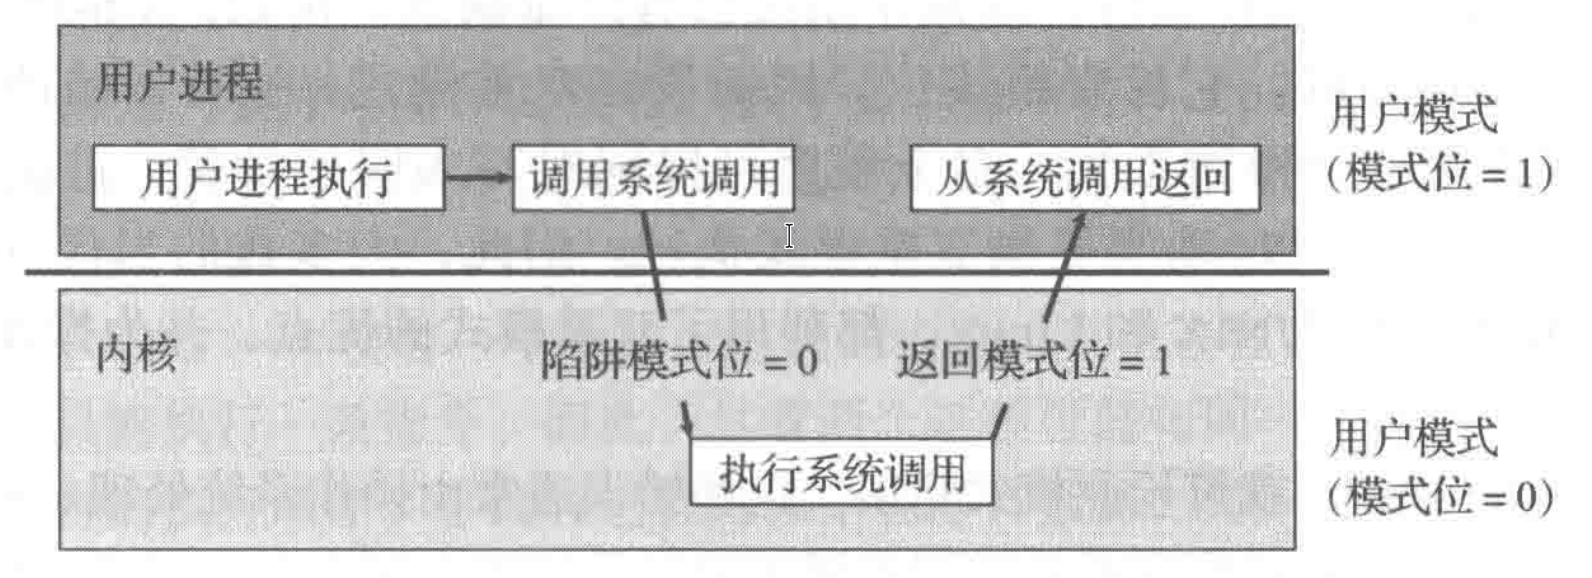 用户进程
用户进程执行
调用系统调用
从系统调用返回
用户模式
（模式位 = 1）
内核
陷阱模式位 = 0
返回模式位 = 1
执行系统调用
用户模式
（模式位 = 0）